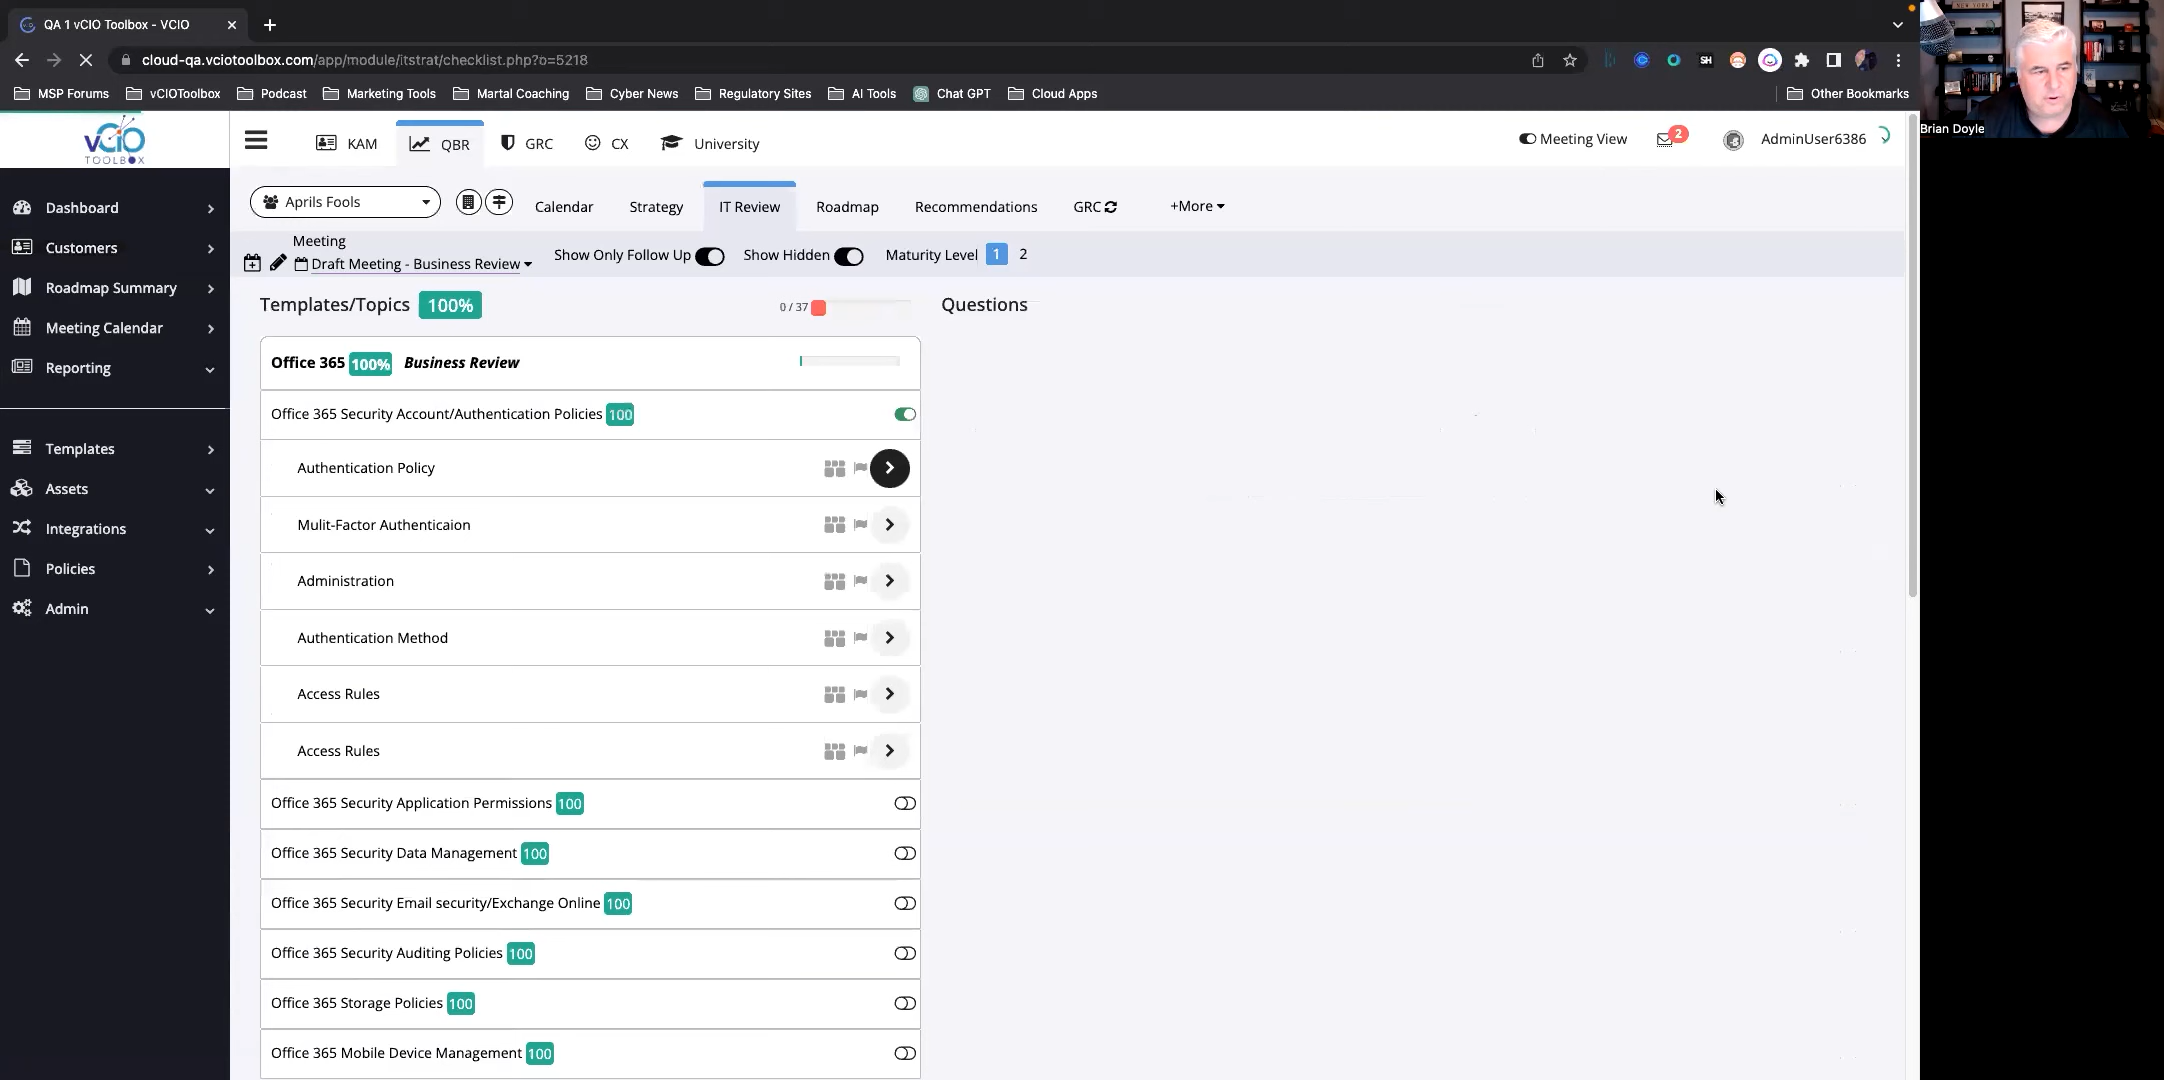 QA 1 vCIO Toolbox - VCIO
cloud-qa.vciotoolbox.com/app/module/itstrat/checklist.php?o=5218
MSP Forums vCIOToolbox Podcast Marketing Tools Martal Coaching Cyber News Regulatory Sites AI Tools Chat GPT Cloud Apps Other Bookmarks
Brian Doyle
vCIO
TOOLBOX
KAM QBR GRC CX University Meeting View 2 AdminUser6386
Dashboard
Customers
Roadmap Summary
Meeting Calendar
Reporting
Templates
Assets
Integrations
Policies
Admin
Aprils Fools Calendar Strategy IT Review Roadmap Recommendations GRC +More
Meeting
Draft Meeting - Business Review Show Only Follow Up Show Hidden Maturity Level 1 2
Templates/Topics 100% 0 / 37 Questions
Office 365 100% Business Review
Office 365 Security Account/Authentication Policies 100
Authentication Policy
Mulit-Factor Authenticaion
Administration
Authentication Method
Access Rules
Access Rules
Office 365 Security Application Permissions 100
Office 365 Security Data Management 100
Office 365 Security Email security/Exchange Online 100
Office 365 Security Auditing Policies 100
Office 365 Storage Policies 100
Office 365 Mobile Device Management 100